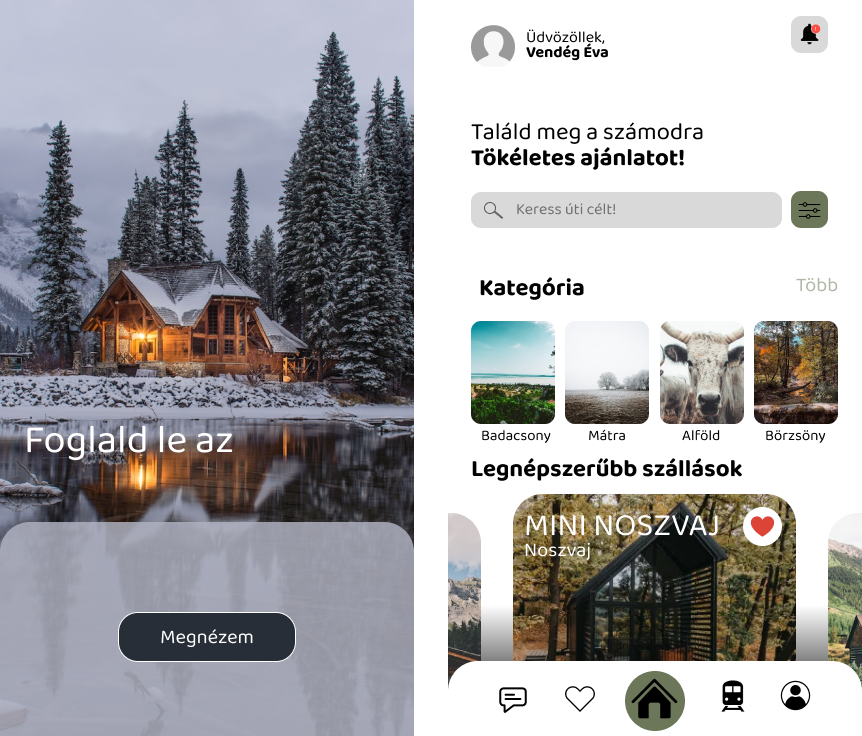 Foglald le az
Megnézem
Üdvözöllek,
Vendég Éva
Találd meg a számodra
Tökéletes ajánlatot!
Keress úti célt!
Kategória
Több
Badacsony
Mátra
Alföld
Börzsöny
Legnépszerűbb szállások
MINI NOSZVAJ
Noszvaj